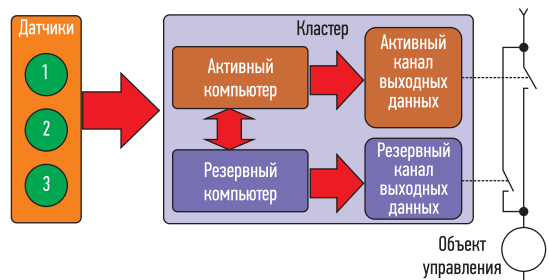 Датчики
1
2
3
Кластер
Активный
компьютер
Активный
канал
выходных
данных
Резервный
компьютер
Резервный
канал
выходных
данных
Объект
управления